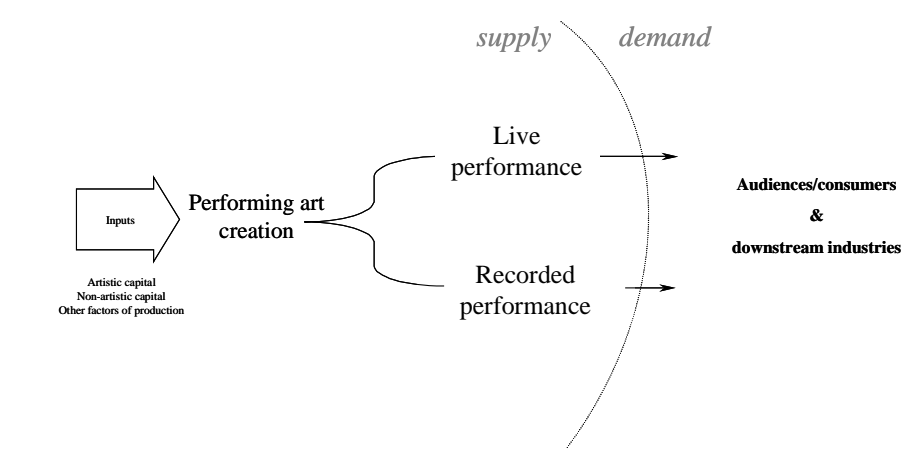 supply
demand
Live
performance
Performing art
creation
Inputs
Artistic capital
Non-artistic capital
Other factors of production
Recorded
performance
Audiences/consumers
&
downstream industries